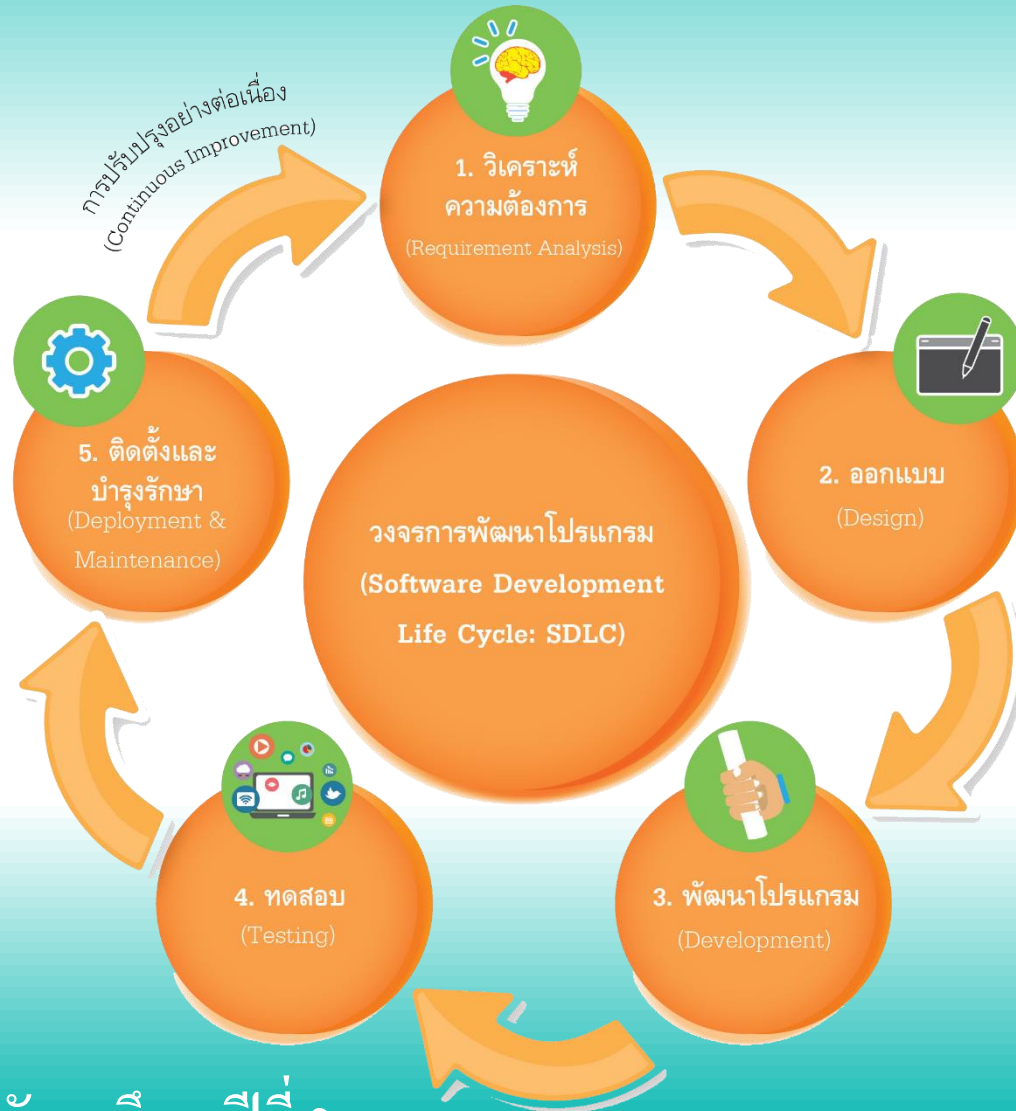 การปรับปรุงอย่างต่อเนื่อง
(Continuous Improvement)
1. วิเคราะห์
ความต้องการ
(Requirement Analysis)
2. ออกแบบ
(Design)
3. พัฒนาโปรแกรม
(Development)
4. ทดสอบ
(Testing)
5. ติดตั้งและ
บำรุงรักษา
(Deployment &
Maintenance)
วงจรการพัฒนาโปรแกรม
(Software Development
Life Cycle: SDLC)